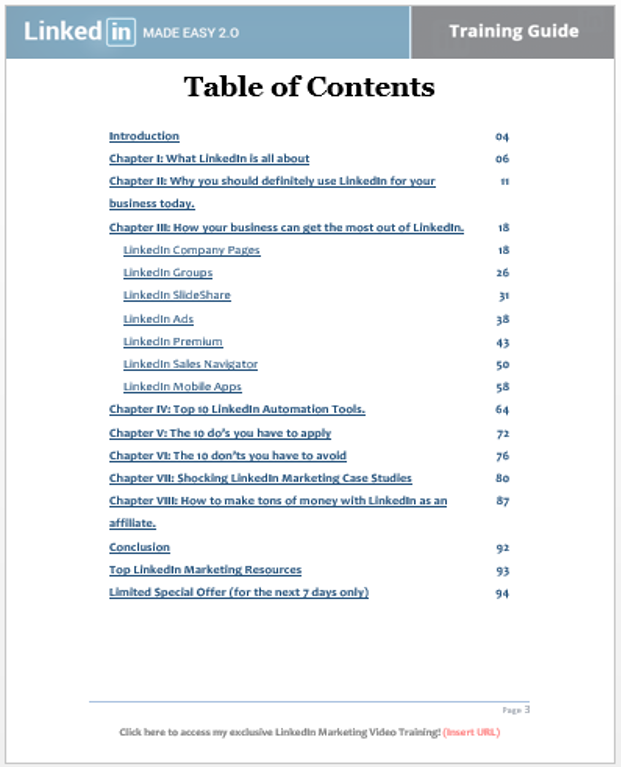 Linked in MADE EASY 2.0 Training Guide
Table of Contents
Introduction 04
Chapter I: What LinkedIn is all about 06
Chapter II: Why you should definitely use LinkedIn for your 11
business today.
Chapter III: How your business can get the most out of LinkedIn. 18
LinkedIn Company Pages 18
LinkedIn Groups 26
LinkedIn SlideShare 31
LinkedIn Ads 38
LinkedIn Premium 43
LinkedIn Sales Navigator 50
LinkedIn Mobile Apps 58
Chapter IV: Top 10 LinkedIn Automation Tools. 64
Chapter V: The 10 do's you have to apply 72
Chapter VI: The 10 don'ts you have to avoid 76
Chapter VII: Shocking LinkedIn Marketing Case Studies 80
Chapter VIII: How to make tons of money with LinkedIn as an 87
affiliate.
Conclusion 92
Top LinkedIn Marketing Resources 93
Limited Special Offer (for the next 7 days only) 94
Page 3
Click here to access my exclusive LinkedIn Marketing Video Training! (Insert URL)